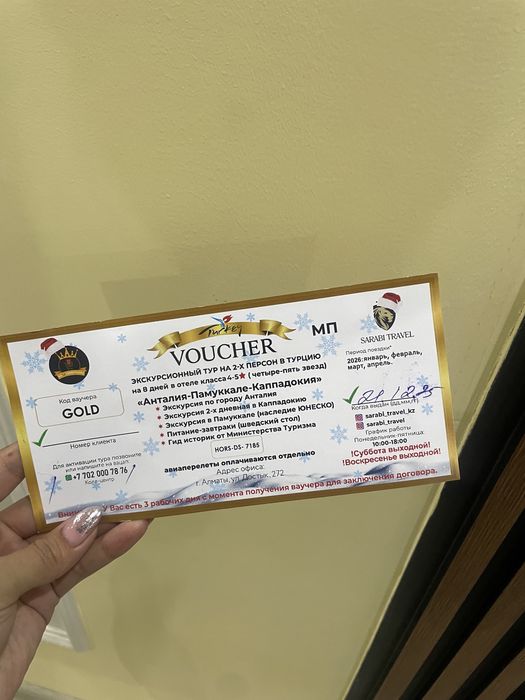 Turkey
VOUCHER
МП
SARABI TRAVEL
ЭКСКУРСИОННЫЙ ТУР НА 2-Х ПЕРСОН В ТУРЦИЮ
на 8 дней в отеле класса 4-5★ ( четыре-пять звезд)
«Анталия-Памуккале-Каппадокия»
★ Экскурсия по городу Анталия
★ Экскурсия 2-х дневная в Каппадокию
★ Экскурсия в Памуккале (наследие ЮНЕСКО)
★ Питание-завтраки (шведский стол)
★ Гид историк от Министерства Туризма
HORS-DS- 7185
авиаперелеты оплачиваются отдельно
Адрес офиса:
г. Алматы, ул. Достык, 272
Код ваучера
GOLD
Номер клиента
Для активации тура позвоните
или напишите на вацап:
+7 702 000 78 76
Колл-центр
Период поездки*
2026: январь, февраль,
март, апрель.
Когда выдан (дд,мм,гг)
sarabi_travel_kz
sarabi_travel
График работы
Понедельник-пятница:
10:00-18:00
!Суббота выходной!
!Воскресенье выходной!
У Вас есть 3 рабочих дня с момента получения ваучера для заключения договора.